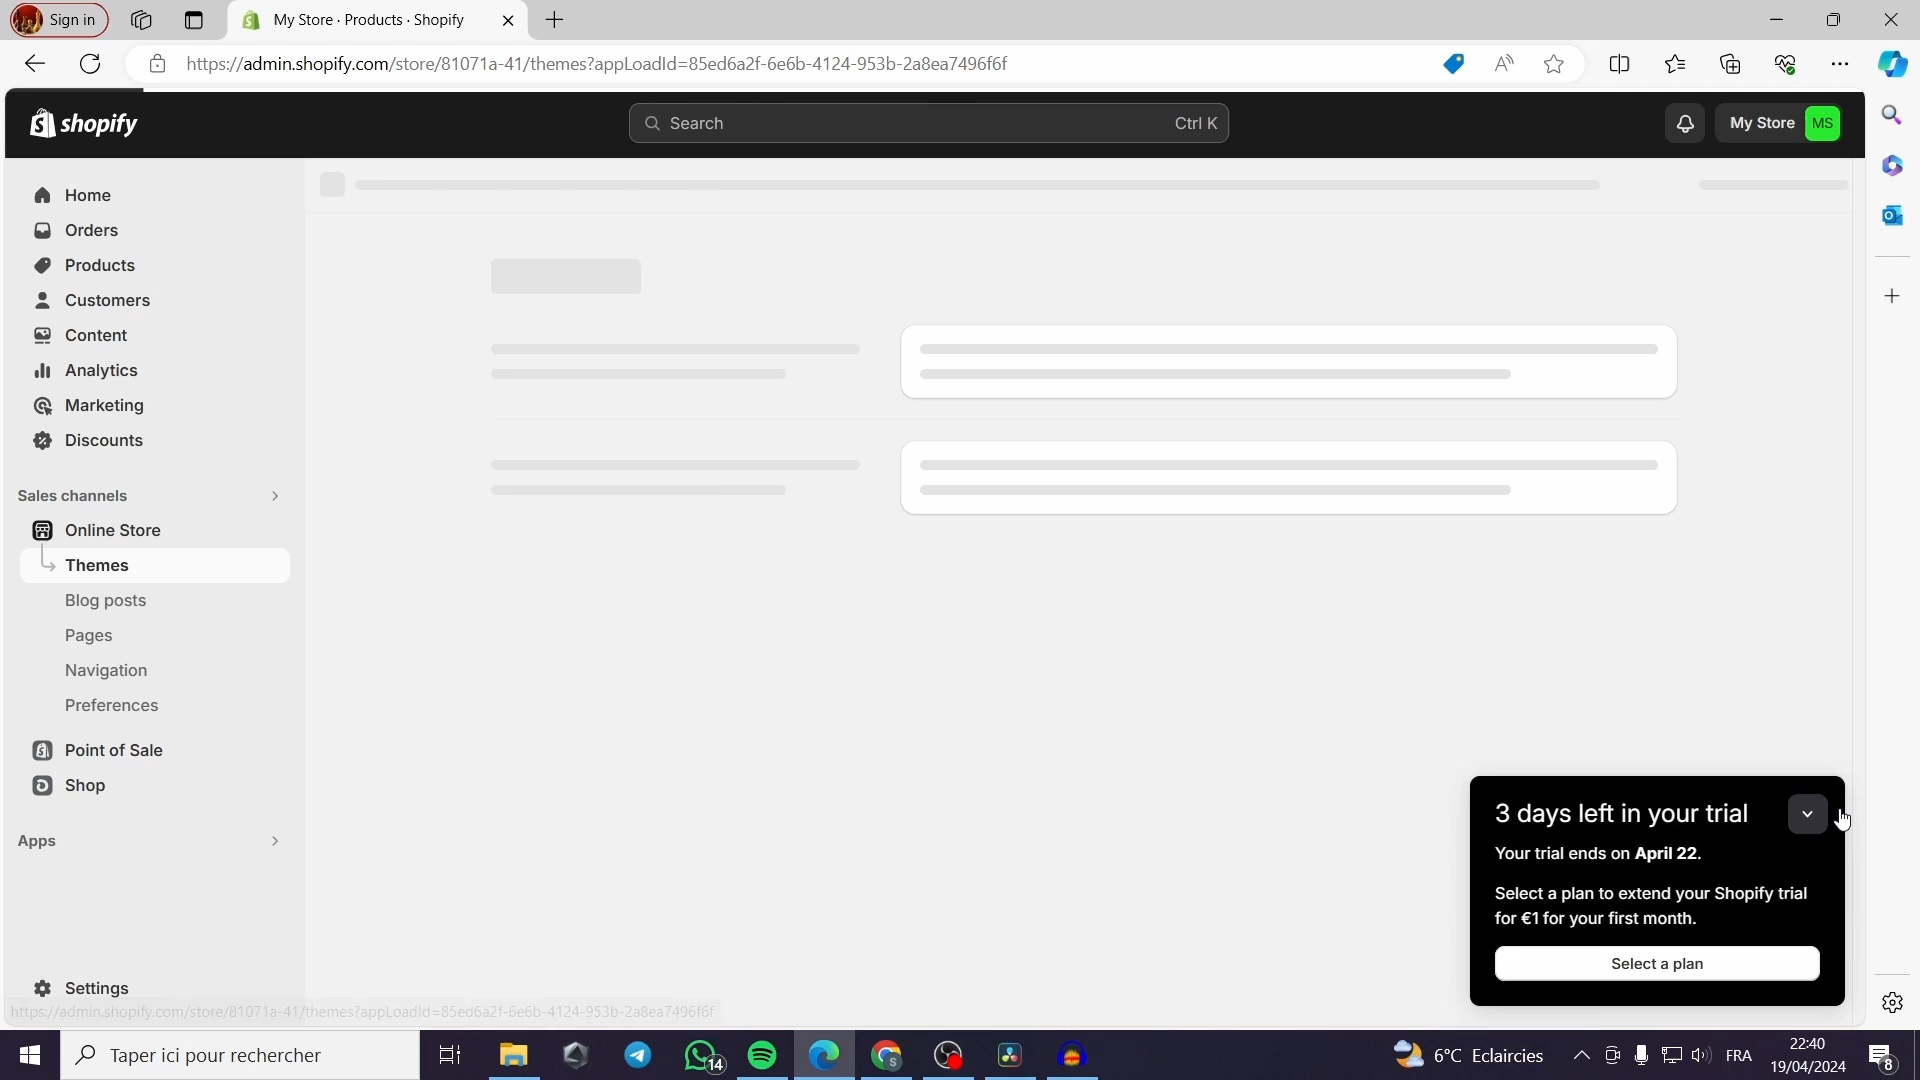 Sign in
My Store · Products · Shopify
https://admin.shopify.com/store/81071a-41/themes?appLoadId=85ed6a2f-6e6b-4124-953b-2a8ea7496f6f
shopify
Search
Ctrl K
My Store
MS
Home
Orders
Products
Customers
Content
Analytics
Marketing
Discounts
Sales channels
Online Store
Themes
Blog posts
Pages
Navigation
Preferences
Point of Sale
Shop
Apps
Settings
3 days left in your trial
Your trial ends on April 22.
Select a plan to extend your Shopify trial
for €1 for your first month.
Select a plan
https://admin.shopify.com/store/81071a-41/themes?appLoadId=85ed6a2f-6e6b-4124-953b-2a8ea7496f6f
Taper ici pour rechercher
14
6°C Eclaircies
FRA
22:40
19/04/2024
8